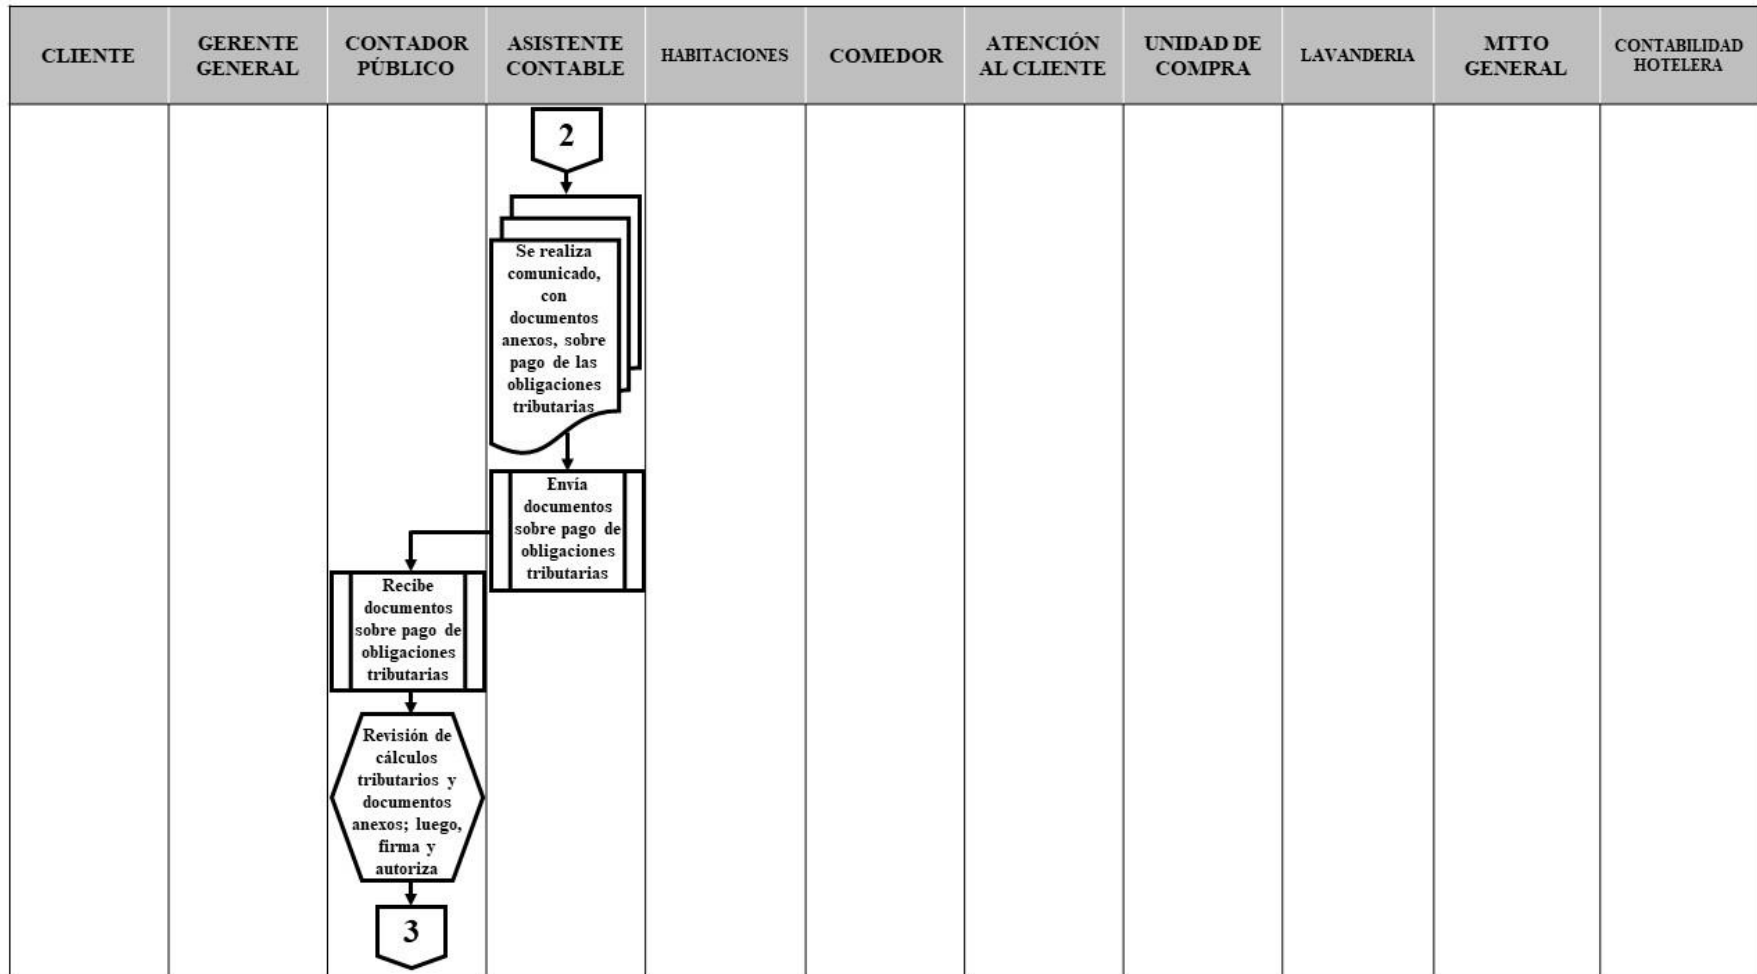 CLIENTE
GERENTE
GENERAL
CONTADOR
PÚBLICO
ASISTENTE
CONTABLE
HABITACIONES
COMEDOR
ATENCIÓN
AL CLIENTE
UNIDAD DE
COMPRA
LAVANDERIA
MTTO
GENERAL
CONTABILIDAD
HOTELERA
2
Se realiza
comunicado,
con
documentos
anexos, sobre
pago de las
obligaciones
tributarias
Envía
documentos
sobre pago de
obligaciones
tributarias
Recibe
documentos
sobre pago de
obligaciones
tributarias
Revisión de
cálculos
tributarios y
documentos
anexos; luego,
firma y
autoriza
3